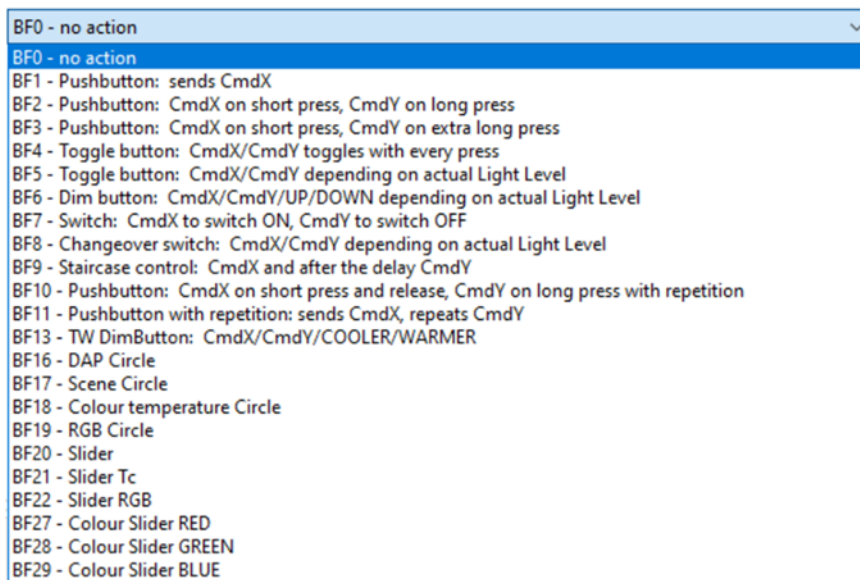 BF0 - no action
BF0 - no action
BF1 - Pushbutton:  sends CmdX
BF2 - Pushbutton:  CmdX on short press, CmdY on long press
BF3 - Pushbutton:  CmdX on short press, CmdY on extra long press
BF4 - Toggle button:  CmdX/CmdY toggles with every press
BF5 - Toggle button:  CmdX/CmdY depending on actual Light Level
BF6 - Dim button:  CmdX/CmdY/UP/DOWN depending on actual Light Level
BF7 - Switch:  CmdX to switch ON, CmdY to switch OFF
BF8 - Changeover switch:  CmdX/CmdY depending on actual Light Level
BF9 - Staircase control:  CmdX and after the delay CmdY
BF10 - Pushbutton:  CmdX on short press and release, CmdY on long press with repetition
BF11 - Pushbutton with repetition: sends CmdX, repeats CmdY
BF13 - TW DimButton:  CmdX/CmdY/COOLER/WARMER
BF16 - DAP Circle
BF17 - Scene Circle
BF18 - Colour temperature Circle
BF19 - RGB Circle
BF20 - Slider
BF21 - Slider Tc
BF22 - Slider RGB
BF27 - Colour Slider RED
BF28 - Colour Slider GREEN
BF29 - Colour Slider BLUE